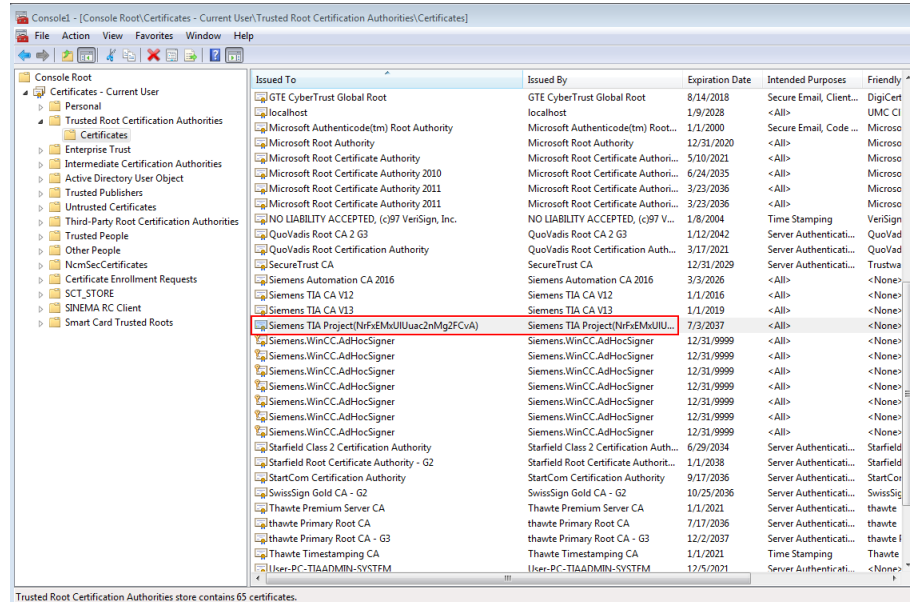 Console1 - [Console Root\Certificates - Current User\Trusted Root Certification Authorities\Certificates]
File Action View Favorites Window Help
Console Root
Certificates - Current User
Personal
Trusted Root Certification Authorities
Certificates
Enterprise Trust
Intermediate Certification Authorities
Active Directory User Object
Trusted Publishers
Untrusted Certificates
Third-Party Root Certification Authorities
Trusted People
Other People
NcmSecCertificates
Certificate Enrollment Requests
SCT_STORE
SINEMA RC Client
Smart Card Trusted Roots
Issued To Issued By Expiration Date Intended Purposes Friendly
GTE CyberTrust Global Root GTE CyberTrust Global Root 8/14/2018 Secure Email, Client... DigiCert
localhost localhost 1/9/2028 <All> UMC Cl
Microsoft Authenticode(tm) Root Authority Microsoft Authenticode(tm) Root... 1/1/2000 Secure Email, Code ... Microso
Microsoft Root Authority Microsoft Root Authority 12/31/2020 <All> Microso
Microsoft Root Certificate Authority Microsoft Root Certificate Authori... 5/10/2021 <All> Microso
Microsoft Root Certificate Authority 2010 Microsoft Root Certificate Authori... 6/24/2035 <All> Microso
Microsoft Root Certificate Authority 2011 Microsoft Root Certificate Authori... 3/23/2036 <All> Microso
Microsoft Root Certificate Authority 2011 Microsoft Root Certificate Authori... 3/23/2036 <All> Microso
NO LIABILITY ACCEPTED, (c)97 VeriSign, Inc. NO LIABILITY ACCEPTED, (c)97 V... 1/8/2004 Time Stamping VeriSign
QuoVadis Root CA 2 G3 QuoVadis Root CA 2 G3 1/12/2042 Server Authenticati... QuoVad
QuoVadis Root Certification Authority QuoVadis Root Certification Auth... 3/17/2021 Server Authenticati... QuoVad
SecureTrust CA SecureTrust CA 12/31/2029 Server Authenticati... Trustwa
Siemens Automation CA 2016 Siemens Automation CA 2016 3/3/2026 <All> <None>
Siemens TIA CA V12 Siemens TIA CA V12 1/1/2016 <All> <None>
Siemens TIA CA V13 Siemens TIA CA V13 1/1/2019 <All> <None>
Siemens TIA Project(NrFxEMxUIUuac2nMg2FCvA) Siemens TIA Project(NrFxEMxUIU... 7/3/2037 <All> <None>
Siemens.WinCC.AdHocSigner Siemens.WinCC.AdHocSigner 12/31/9999 <All> <None>
Siemens.WinCC.AdHocSigner Siemens.WinCC.AdHocSigner 12/31/9999 <All> <None>
Siemens.WinCC.AdHocSigner Siemens.WinCC.AdHocSigner 12/31/9999 <All> <None>
Siemens.WinCC.AdHocSigner Siemens.WinCC.AdHocSigner 12/31/9999 <All> <None>
Siemens.WinCC.AdHocSigner Siemens.WinCC.AdHocSigner 12/31/9999 <All> <None>
Siemens.WinCC.AdHocSigner Siemens.WinCC.AdHocSigner 12/31/9999 <All> <None>
Siemens.WinCC.AdHocSigner Siemens.WinCC.AdHocSigner 12/31/9999 <All> <None>
Starfield Class 2 Certification Authority Starfield Class 2 Certification Auth... 6/29/2034 Server Authenticati... Starfield
Starfield Root Certificate Authority - G2 Starfield Root Certificate Authorit... 1/1/2038 Server Authenticati... Starfield
StartCom Certification Authority StartCom Certification Authority 9/17/2036 Server Authenticati... StartCor
SwissSign Gold CA - G2 SwissSign Gold CA - G2 10/25/2036 Server Authenticati... SwissSig
Thawte Premium Server CA Thawte Premium Server CA 1/1/2021 Server Authenticati... thawte
thawte Primary Root CA thawte Primary Root CA 7/17/2036 Server Authenticati... thawte
thawte Primary Root CA - G3 thawte Primary Root CA - G3 12/2/2037 Server Authenticati... thawte
Thawte Timestamping CA Thawte Timestamping CA 1/1/2021 Time Stamping Thawte
User-PC-TIAADMIN-SYSTEM User-PC-TIAADMIN-SYSTEM 12/5/2021 Server Authenticati... <None>
Trusted Root Certification Authorities store contains 65 certificates.